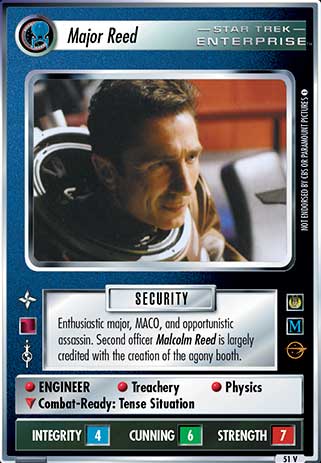 Major Reed
STAR TREK
ENTERPRISE™
NOT ENDORSED BY CBS OR PARAMOUNT PICTURES
SECURITY
Enthusiastic major, MACO, and opportunistic
assassin. Second officer Malcolm Reed is largely
credited with the creation of the agony booth.
M
ENGINEER Treachery Physics
Combat-Ready: Tense Situation
INTEGRITY 4 CUNNING 6 STRENGTH 7
51 V